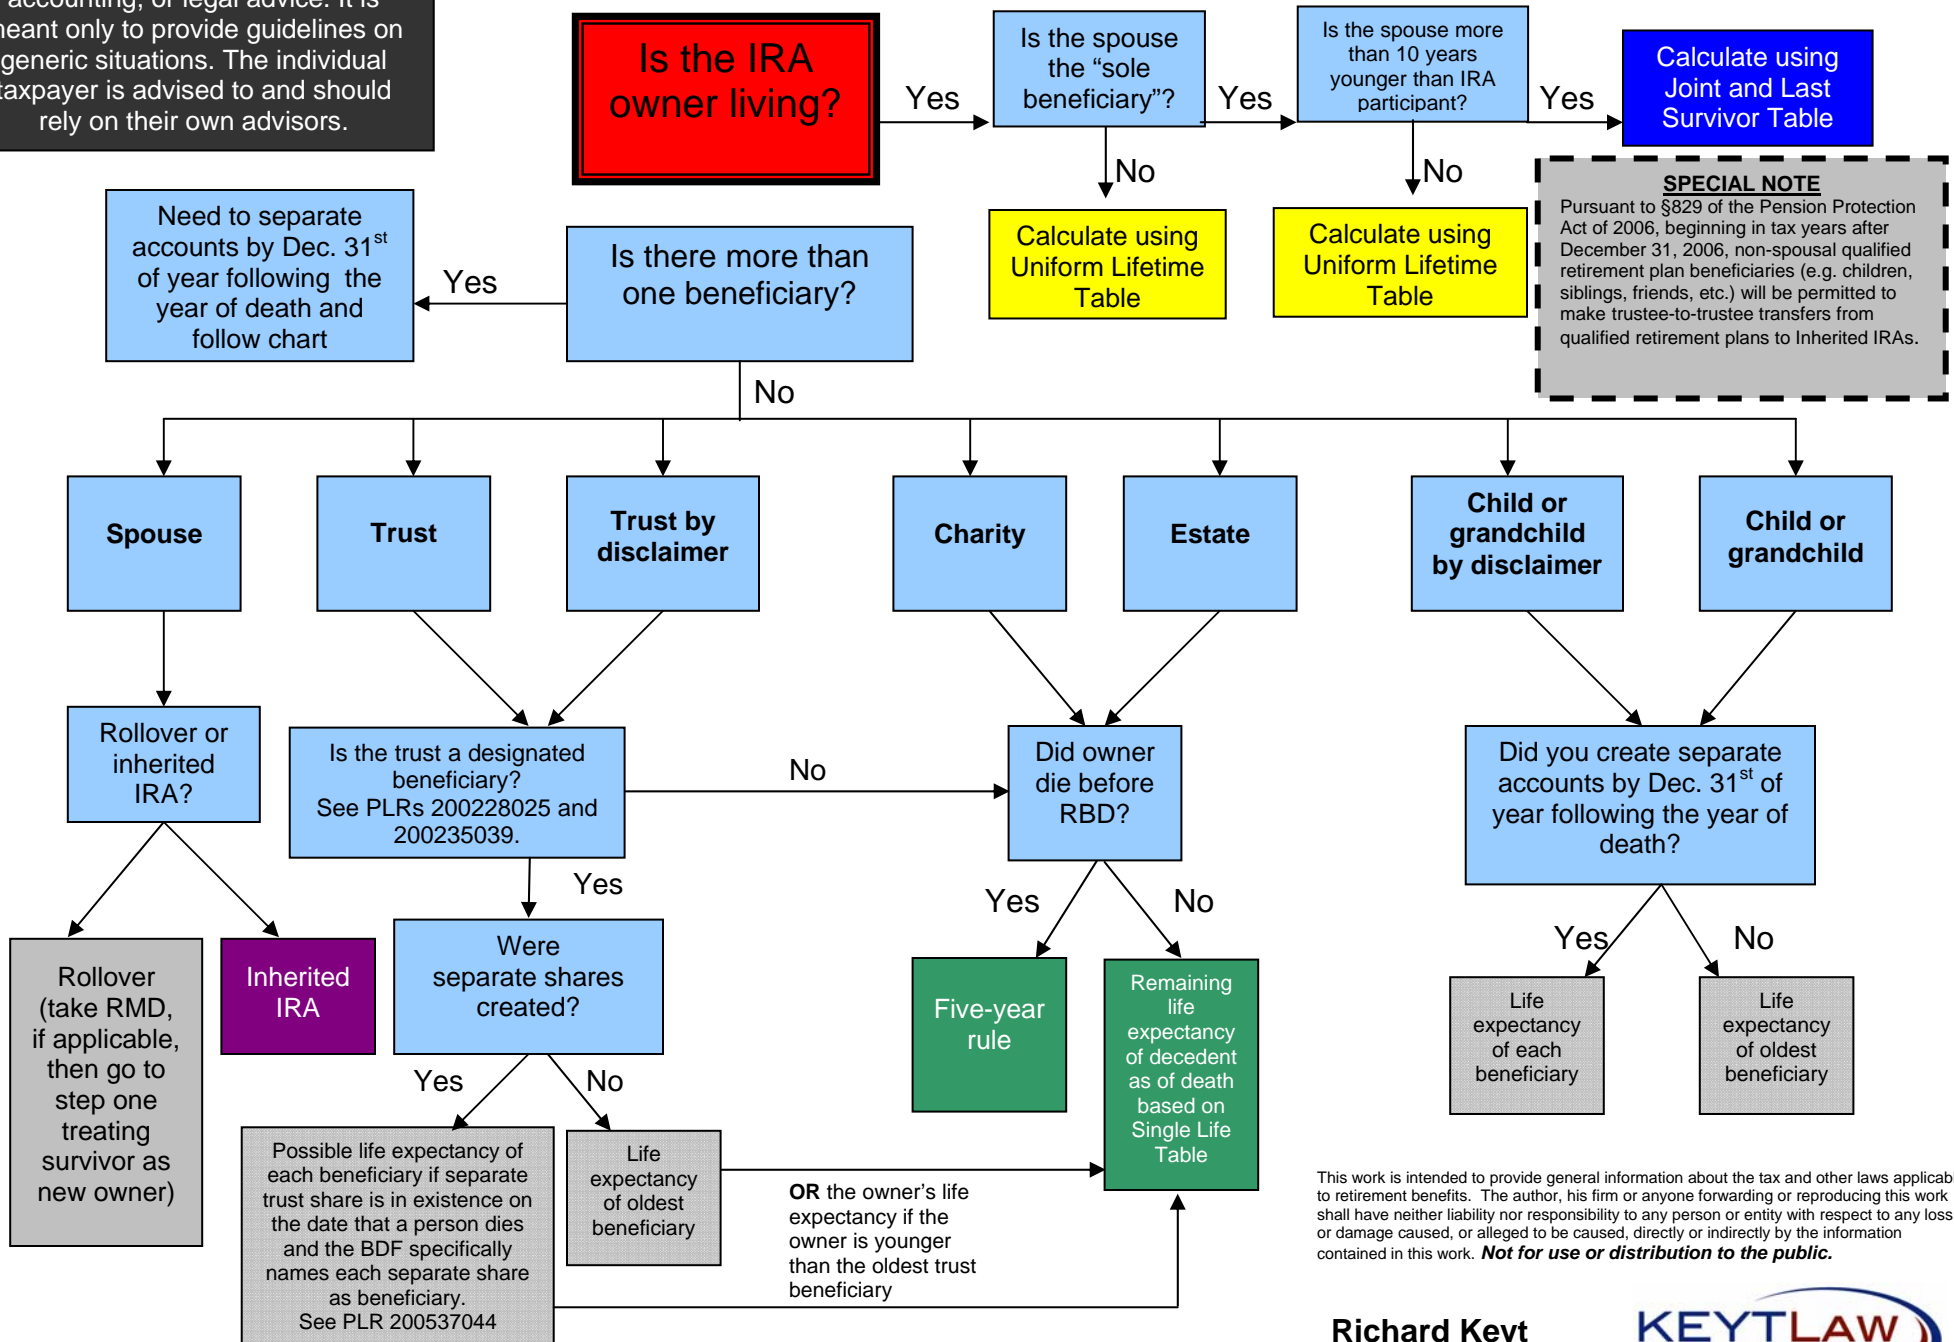 accounting, or legal advice. It is
meant only to provide guidelines on
generic situations. The individual
taxpayer is advised to and should
rely on their own advisors.
Is the IRA
owner living?
Yes
Is the spouse
the “sole
beneficiary”?
Yes
Is the spouse more
than 10 years
younger than IRA
participant?
Yes
Calculate using
Joint and Last
Survivor Table
No
No
Calculate using
Uniform Lifetime
Table
Calculate using
Uniform Lifetime
Table
SPECIAL NOTE
Pursuant to §829 of the Pension Protection
Act of 2006, beginning in tax years after
December 31, 2006, non-spousal qualified
retirement plan beneficiaries (e.g. children,
siblings, friends, etc.) will be permitted to
make trustee-to-trustee transfers from
qualified retirement plans to Inherited IRAs.
Need to separate
accounts by Dec. 31st
of year following the
year of death and
follow chart
Yes
Is there more than
one beneficiary?
No
Spouse
Trust
Trust by
disclaimer
Charity
Estate
Child or
grandchild
by disclaimer
Child or
grandchild
Rollover or
inherited
IRA?
Is the trust a designated
beneficiary?
See PLRs 200228025 and
200235039.
No
Did owner
die before
RBD?
Did you create separate
accounts by Dec. 31st of
year following the year of
death?
Yes
Yes
No
Yes
No
Rollover
(take RMD,
if applicable,
then go to
step one
treating
survivor as
new owner)
Inherited
IRA
Were
separate shares
created?
Five-year
rule
Remaining
life
expectancy
of decedent
as of death
based on
Single Life
Table
Life
expectancy
of each
beneficiary
Life
expectancy
of oldest
beneficiary
Yes
No
Possible life expectancy of
each beneficiary if separate
trust share is in existence on
the date that a person dies
and the BDF specifically
names each separate share
as beneficiary.
See PLR 200537044
Life
expectancy
of oldest
beneficiary
OR the owner’s life
expectancy if the
owner is younger
than the oldest trust
beneficiary
This work is intended to provide general information about the tax and other laws applicab
to retirement benefits. The author, his firm or anyone forwarding or reproducing this work
shall have neither liability nor responsibility to any person or entity with respect to any loss
or damage caused, or alleged to be caused, directly or indirectly by the information
contained in this work. Not for use or distribution to the public.
Richard Keyt
KEYTLAW